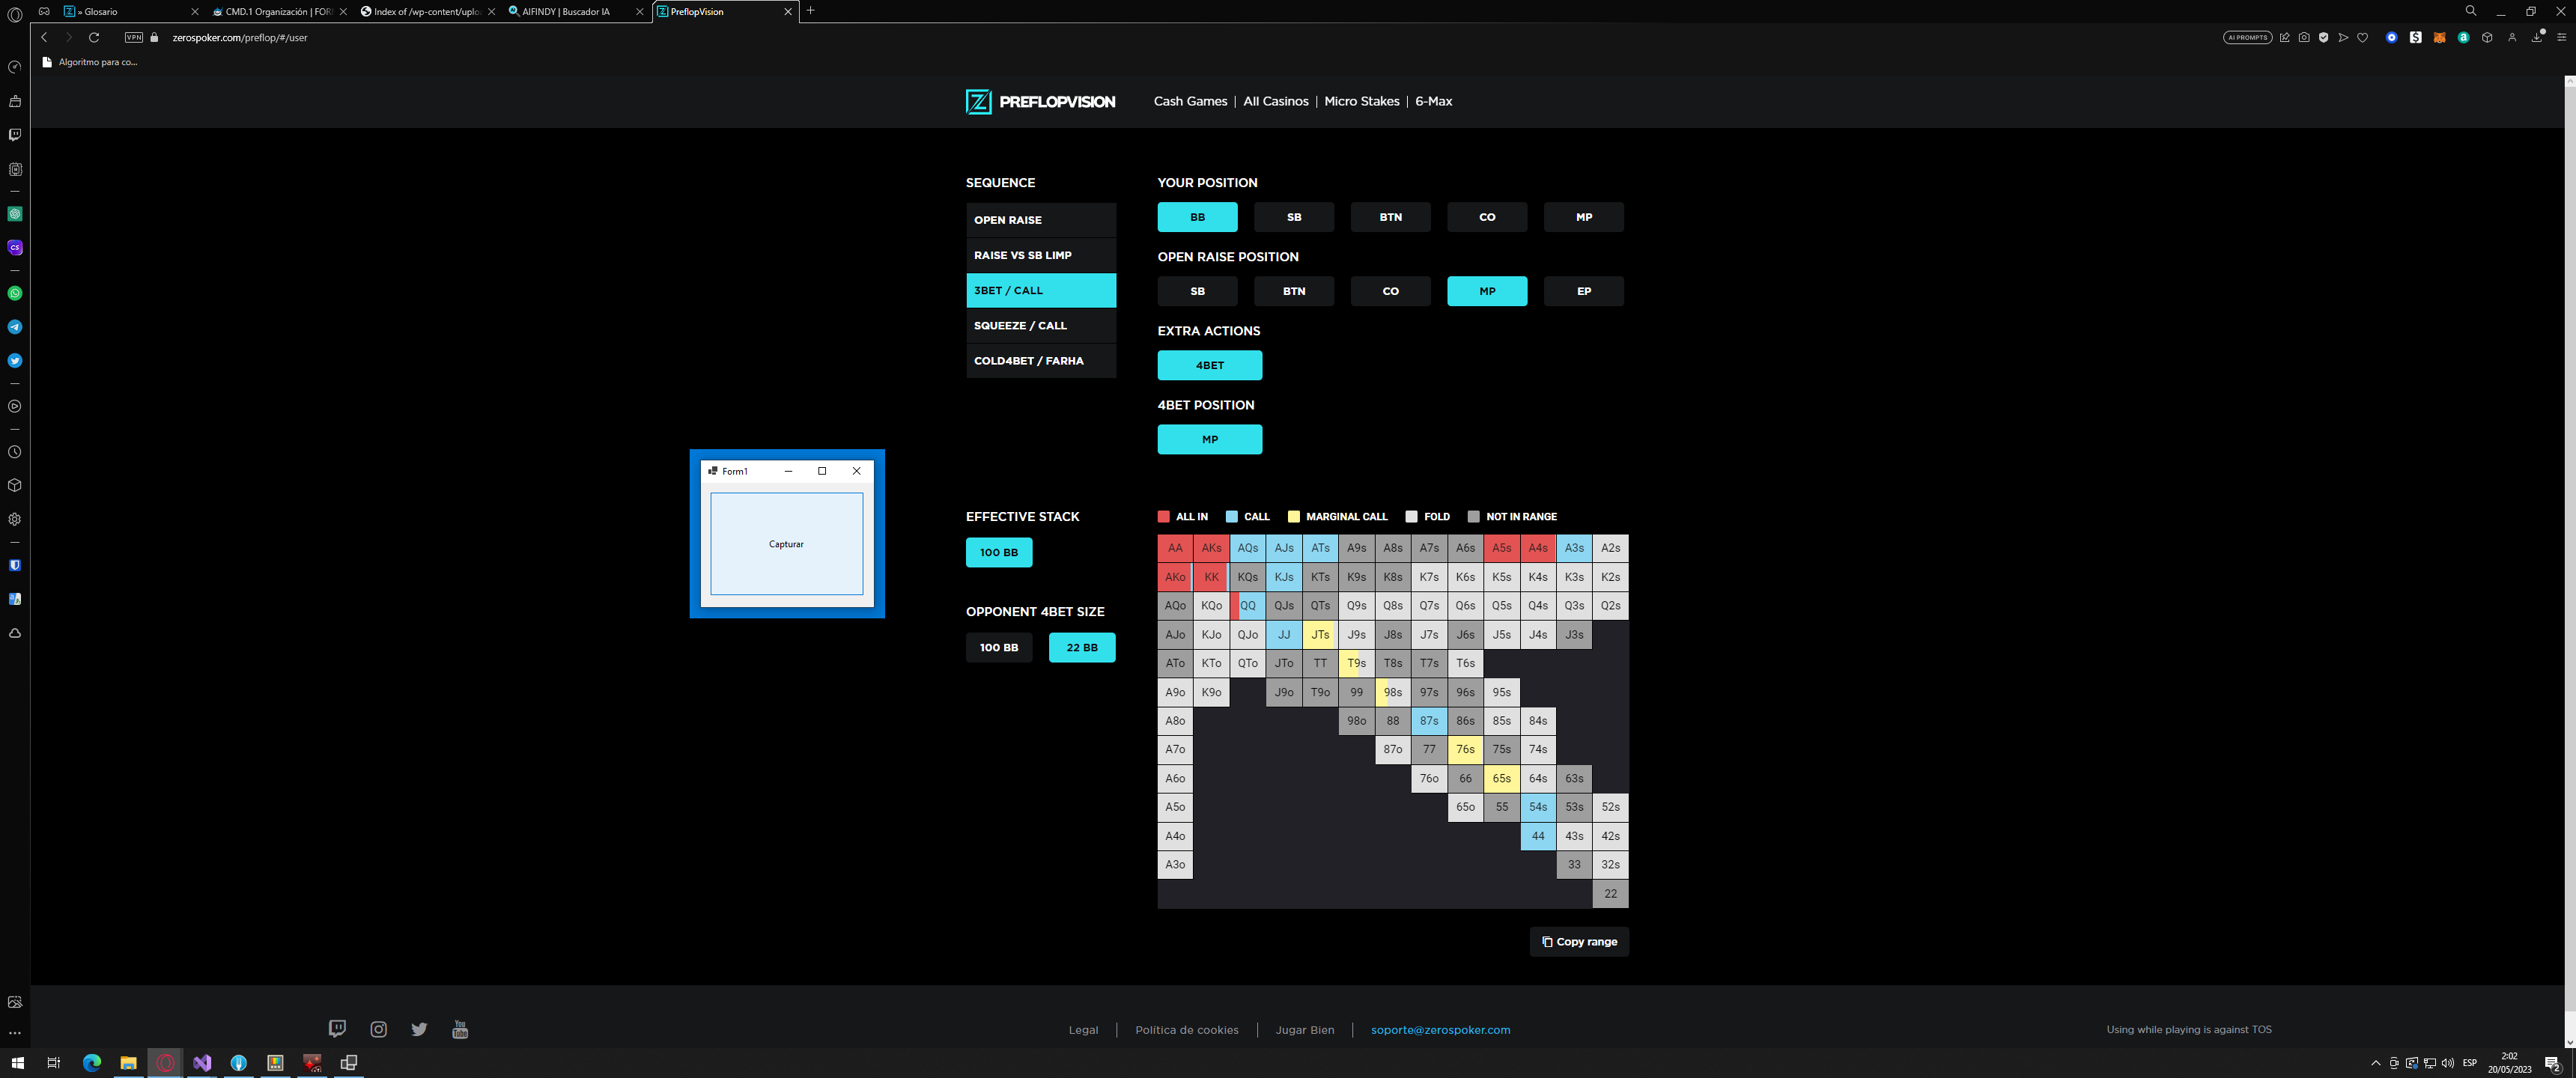 » Glosario
CMD.1 Organización | FOR
Index of /wp-content/uplo
AIFINDY | Buscador IA
PreflopVision
VPN
zerospoker.com/preflop/#/user
AI PROMPTS
Algoritmo para co...
PREFLOPVISION
Cash Games | All Casinos | Micro Stakes | 6-Max
SEQUENCE
OPEN RAISE
RAISE VS SB LIMP
3BET / CALL
SQUEEZE / CALL
COLD4BET / FARHA
YOUR POSITION
BB SB BTN CO MP
OPEN RAISE POSITION
SB BTN CO MP EP
EXTRA ACTIONS
4BET
4BET POSITION
MP
Form1
Capturar
EFFECTIVE STACK
100 BB
OPPONENT 4BET SIZE
100 BB 22 BB
ALL IN CALL MARGINAL CALL FOLD NOT IN RANGE
AA AKs AQs AJs ATs A9s A8s A7s A6s A5s A4s A3s A2s
AKo KK KQs KJs KTs K9s K8s K7s K6s K5s K4s K3s K2s
AQo KQo QQ QJs QTs Q9s Q8s Q7s Q6s Q5s Q4s Q3s Q2s
AJo KJo QJo JJ JTs J9s J8s J7s J6s J5s J4s J3s
ATo KTo QTo JTo TT T9s T8s T7s T6s
A9o K9o J9o T9o 99 98s 97s 96s 95s
A8o 98o 88 87s 86s 85s 84s
A7o 87o 77 76s 75s 74s
A6o 76o 66 65s 64s 63s
A5o 65o 55 54s 53s 52s
A4o 44 43s 42s
A3o 33 32s
22
Copy range
You Tube
Legal | Política de cookies | Jugar Bien | soporte@zerospoker.com
Using while playing is against TOS
ESP
2:02
20/05/2023
2